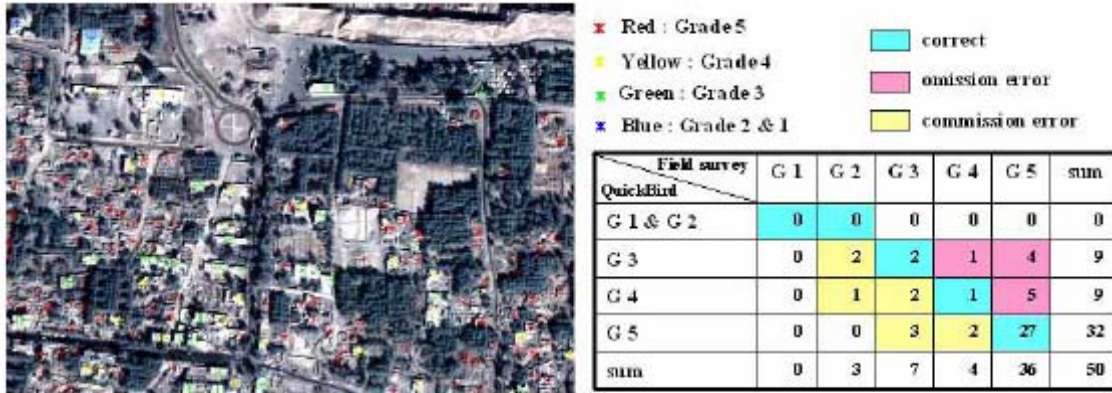 Red : Grade 5
Yellow : Grade 4
Green : Grade 3
Blue : Grade 2 & 1
correct
omission error
commission error
Field survey G 1 G 2 G 3 G 4 G 5 sum
QuickBird
G 1 & G 2 0 0 0 0 0 0
G 3 0 2 2 1 4 9
G 4 0 1 2 1 5 9
G 5 0 0 3 2 27 32
sum 0 3 7 4 36 50